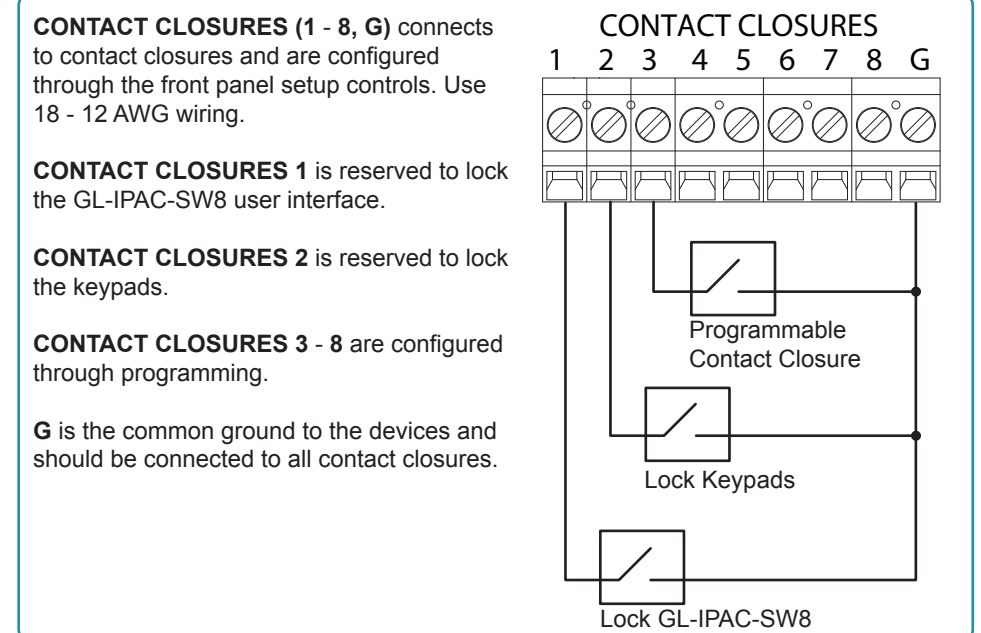 CONTACT CLOSURES (1 - 8, G) connects
to contact closures and are configured
through the front panel setup controls. Use
18 - 12 AWG wiring.
CONTACT CLOSURES 1 is reserved to lock
the GL-IPAC-SW8 user interface.
CONTACT CLOSURES 2 is reserved to lock
the keypads.
CONTACT CLOSURES 3 - 8 are configured
through programming.
G is the common ground to the devices and
should be connected to all contact closures.
CONTACT CLOSURES
1 2 3 4 5 6 7 8 G
Programmable
Contact Closure
Lock Keypads
Lock GL-IPAC-SW8